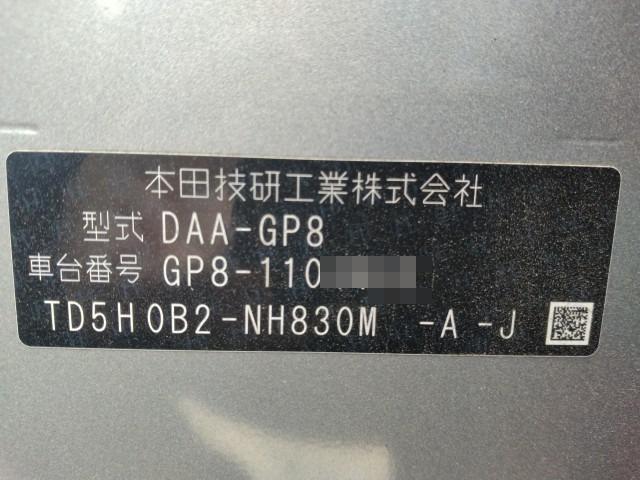 本田技研工業株式会社
型式 DAA-GP8
車台番号 GP8-110
TD5H0B2-NH830M -A -J